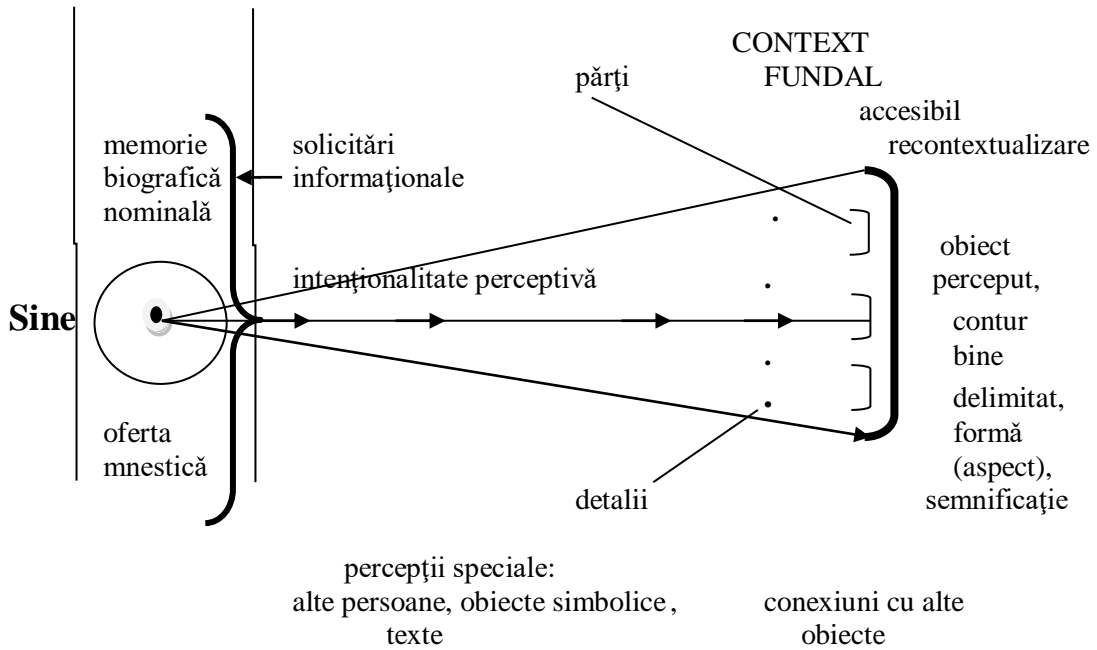 CONTEXT
FUNDAL
părţi
accesibil
recontextualizare
memorie
biografică
nominală
solicitări
informaţionale
obiect
perceput,
intenţionalitate perceptivă
Sine
contur
bine
delimitat,
formă
(aspect),
semnificaţie
oferta
mnestică
detalii
percepţii speciale:
alte persoane, obiecte simbolice,
texte
conexiuni cu alte
obiecte